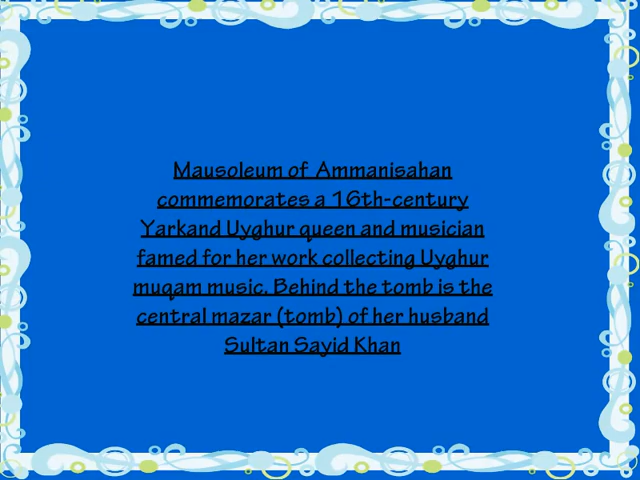 Mausoleum of Ammanisahan
commemorates a 16th-century
Yarkand Uyghur queen and musician
famed for her work collecting Uyghur
muqam music. Behind the tomb is the
central mazar (tomb) of her husband
Sultan Sayid Khan